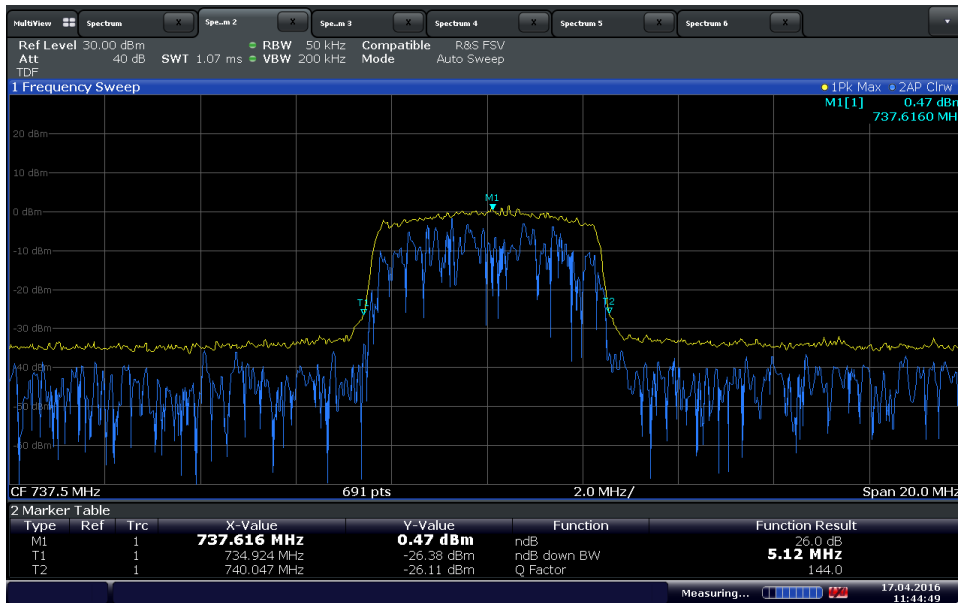 MultiView Spectrum X Spe...m 2 X Spe...m 3 X Spectrum 4 X Spectrum 5 X Spectrum 6 X
Ref Level 30.00 dBm RBW 50 kHz Compatible R&S FSV
Att 40 dB SWT 1.07 ms VBW 200 kHz Mode Auto Sweep
TDF
1 Frequency Sweep 1Pk Max 2AP Clrw
M1[1] 0.47 dBm
737.6160 MH
20 dBm
10 dBm
M1
0 dBm
-10 dBm
-20 dBm
T1 T2
-30 dBm
-40 dBm
-50 dBm
-60 dBm
CF 737.5 MHz 691 pts 2.0 MHz/ Span 20.0 MHz
2 Marker Table
Type Ref Trc X-Value Y-Value Function Function Result
M1 1 737.616 MHz 0.47 dBm ndB 26.0 dB
T1 1 734.924 MHz -26.38 dBm ndB down BW 5.12 MHz
T2 1 740.047 MHz -26.11 dBm Q Factor 144.0
Measuring... 17.04.2016
11:44:49